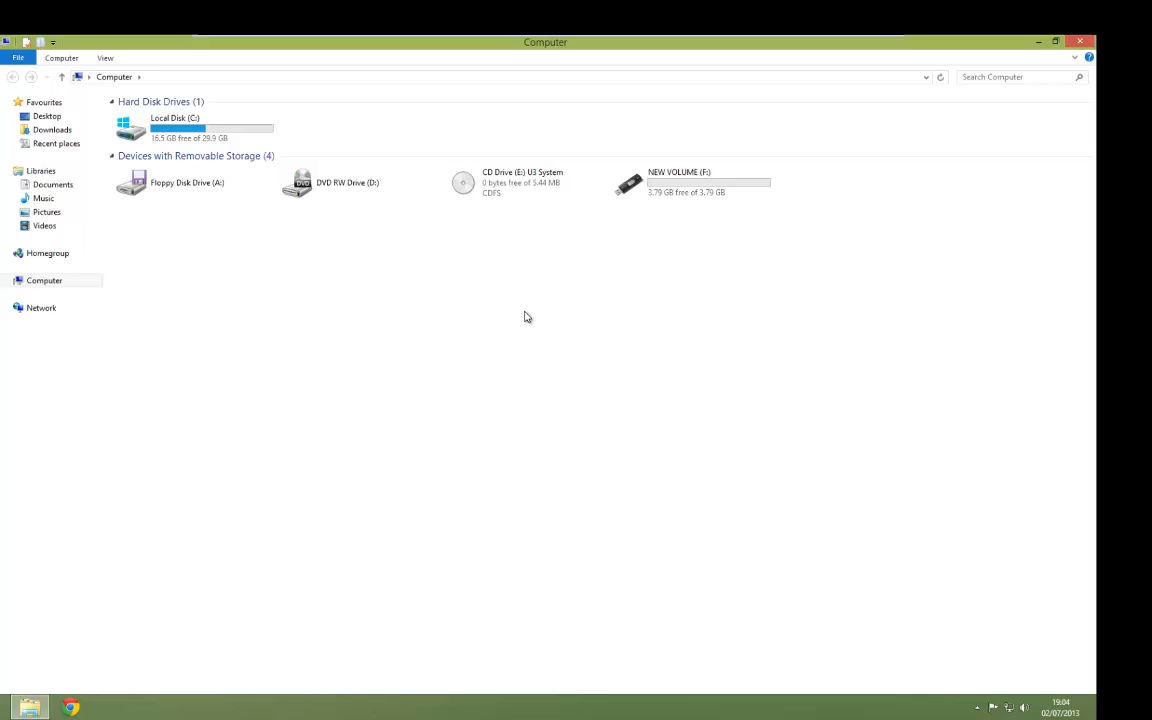 Computer
File Computer View
Computer
Search Computer
Favourites
Desktop
Downloads
Recent places
Libraries
Documents
Music
Pictures
Videos
Homegroup
Computer
Network
Hard Disk Drives (1)
Local Disk (C:)
16.5 GB free of 29.9 GB
Devices with Removable Storage (4)
Floppy Disk Drive (A:)
DVD
DVD RW Drive (D:)
CD Drive (E:) U3 System
0 bytes free of 5.44 MB
CDFS
NEW VOLUME (F:)
3.79 GB free of 3.79 GB
19:04
02/07/2013